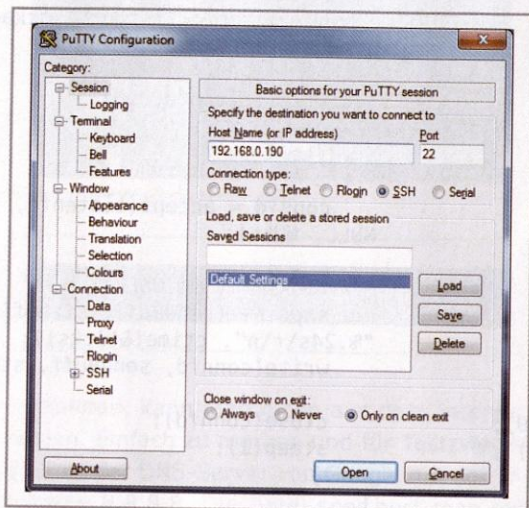 PuTTY Configuration
Category:
Session
Logging
Terminal
Keyboard
Bell
Features
Window
Appearance
Behaviour
Translation
Selection
Colours
Connection
Data
Proxy
Telnet
Rlogin
SSH
Serial
Basic options for your PuTTY session
Specify the destination you want to connect to
Host Name (or IP address) Port
192.168.0.190 22
Connection type:
Raw Telnet Rlogin SSH Serial
Load, save or delete a stored session
Saved Sessions
Default Settings
Load
Save
Delete
Close window on exit:
Always Never Only on clean exit
About Open Cancel